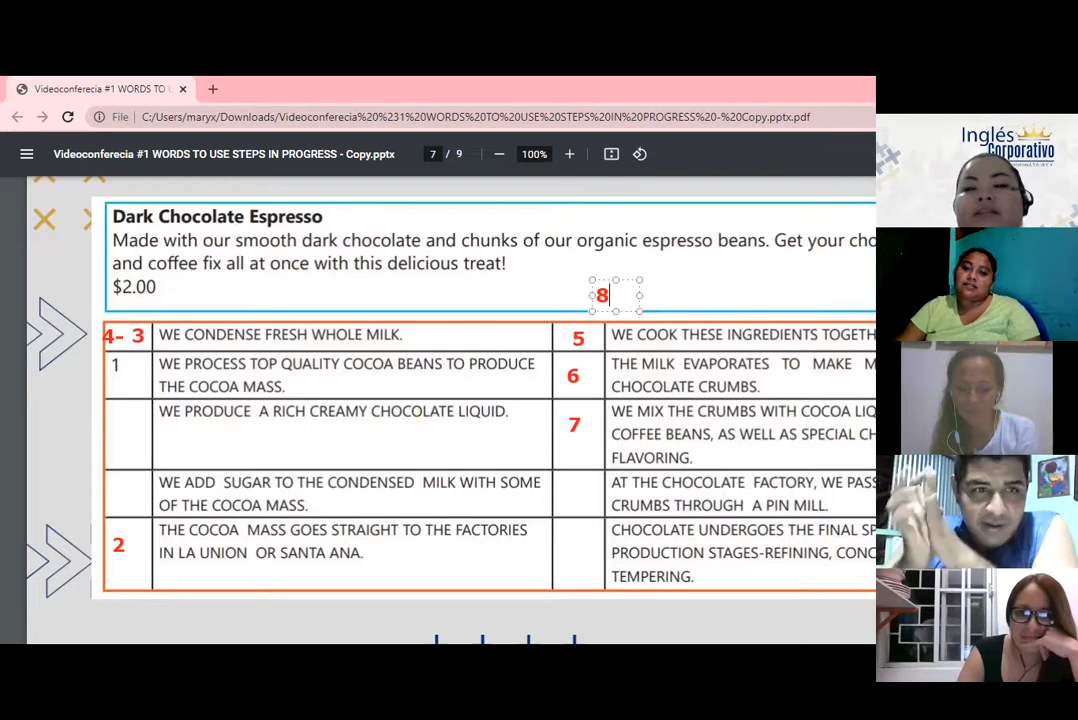 Videoconferecia #1 WORDS TO
File C:/Users/maryx/Downloads/Videoconferecia%20%231%20WORDS%20TO%20USE%20STEPS%20IN%20PROGRESS%20-%20Copy.pptx.pdf
Videoconferecia #1 WORDS TO USE STEPS IN PROGRESS - Copy.pptx
7 / 9
100%
Inglés
Corporativo
Dark Chocolate Espresso
Made with our smooth dark chocolate and chunks of our organic espresso beans. Get your cho
and coffee fix all at once with this delicious treat!
$2.00
8
4- 3 WE CONDENSE FRESH WHOLE MILK.
5 WE COOK THESE INGREDIENTS TOGETH
1 WE PROCESS TOP QUALITY COCOA BEANS TO PRODUCE
THE COCOA MASS.
6 THE MILK EVAPORATES TO MAKE M
CHOCOLATE CRUMBS.
WE PRODUCE A RICH CREAMY CHOCOLATE LIQUID.
7 WE MIX THE CRUMBS WITH COCOA LIQ
COFFEE BEANS, AS WELL AS SPECIAL CH
FLAVORING.
WE ADD SUGAR TO THE CONDENSED MILK WITH SOME
OF THE COCOA MASS.
AT THE CHOCOLATE FACTORY, WE PAS
CRUMBS THROUGH A PIN MILL.
2 THE COCOA MASS GOES STRAIGHT TO THE FACTORIES
IN LA UNION OR SANTA ANA.
CHOCOLATE UNDERGOES THE FINAL SP
PRODUCTION STAGES-REFINING, CONC
TEMPERING.